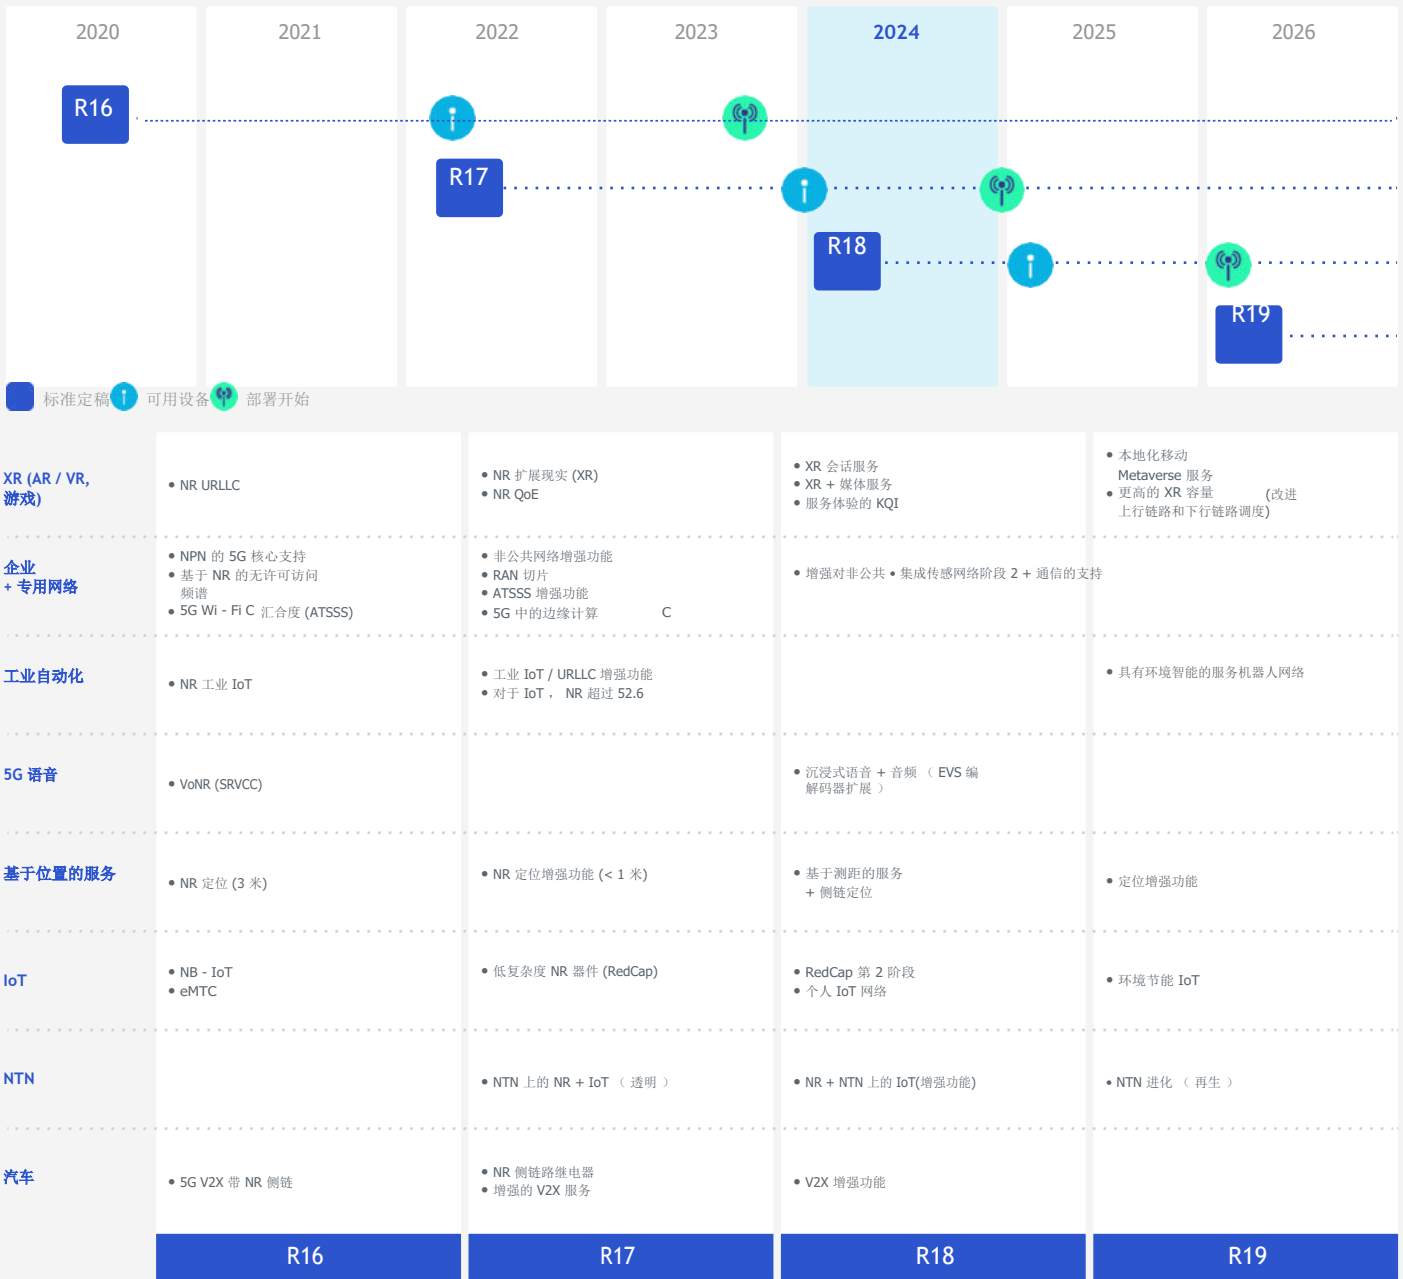 2020 2021 2022 2023 2024 2025 2026
R16
R17
R18
R19
标准定稿 可用设备 部署开始
XR (AR / VR,
游戏)
• NR URLLC
• NR 扩展现实 (XR)
• NR QoE
• XR 会话服务
• XR + 媒体服务
• 服务体验的 KQI
• 本地化移动
Metaverse 服务
• 更高的 XR 容量 (改进
上行链路和下行链路调度)
企业
+ 专用网络
• NPN 的 5G 核心支持
• 基于 NR 的无许可访问
频谱
• 5G Wi - Fi C 汇合度 (ATSSS)
• 非公共网络增强功能
• RAN 切片
• ATSSS 增强功能
• 5G 中的边缘计算 C
• 增强对非公共 • 集成传感网络阶段 2 + 通信的支持
工业自动化
• NR 工业 IoT
• 工业 IoT / URLLC 增强功能
• 对于 IoT ， NR 超过 52.6
• 具有环境智能的服务机器人网络
5G 语音
• VoNR (SRVCC)
• 沉浸式语音 + 音频 （ EVS 编
解码器扩展 ）
基于位置的服务
• NR 定位 (3 米)
• NR 定位增强功能 (< 1 米)
• 基于测距的服务
+ 侧链定位
• 定位增强功能
IoT
• NB - IoT
• eMTC
• 低复杂度 NR 器件 (RedCap)
• RedCap 第 2 阶段
• 个人 IoT 网络
• 环境节能 IoT
NTN
• NTN 上的 NR + IoT （ 透明 ）
• NR + NTN 上的 IoT(增强功能)
• NTN 进化 （ 再生 ）
汽车
• 5G V2X 带 NR 侧链
• NR 侧链路继电器
• 增强的 V2X 服务
• V2X 增强功能
R16 R17 R18 R19